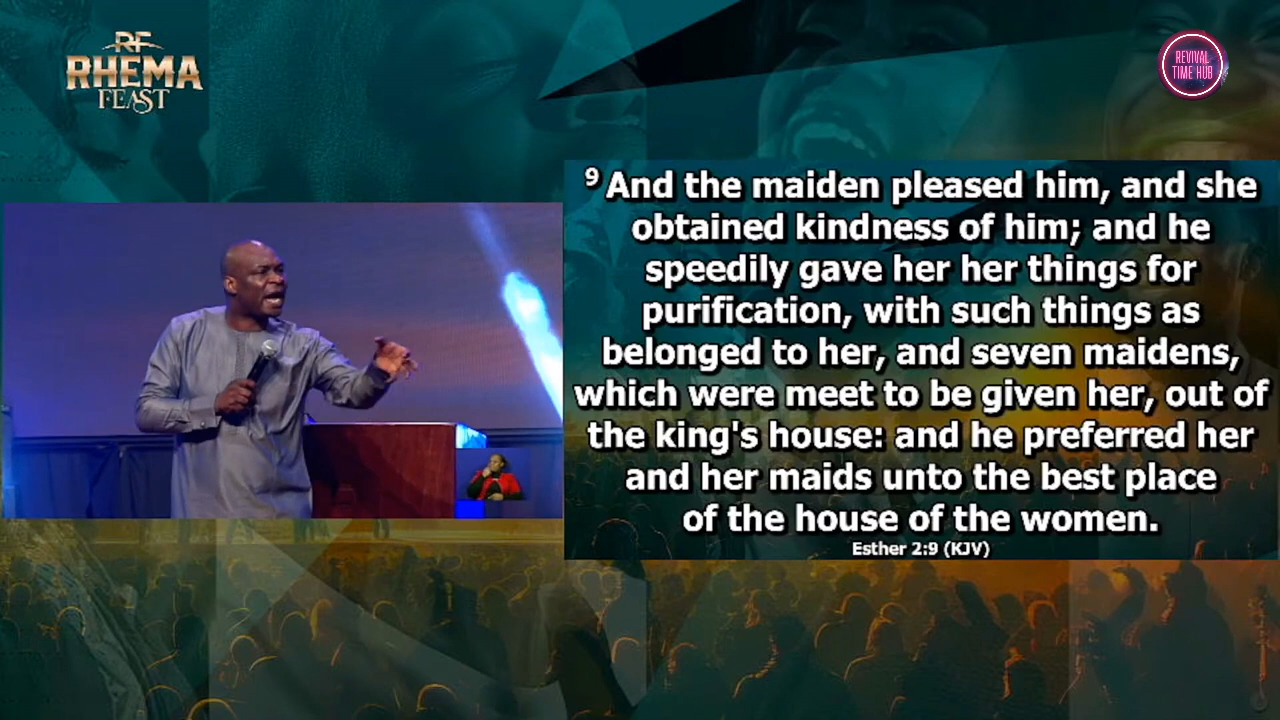 RF
RHEMA
FEAST
REVIVAL
TIME HUB
9 And the maiden pleased him, and she
obtained kindness of him; and he
speedily gave her her things for
purification, with such things as
belonged to her, and seven maidens,
which were meet to be given her, out of
the king's house: and he preferred her
and her maids unto the best place
of the house of the women.
Esther 2:9 (KJV)